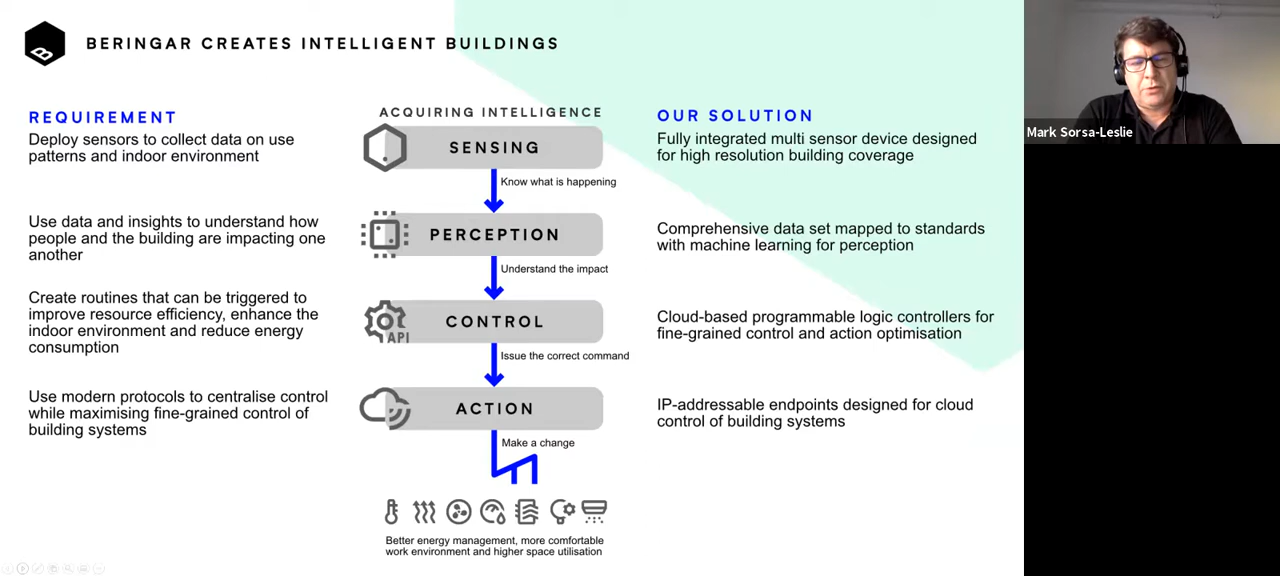 BERINGAR CREATES INTELLIGENT BUILDINGS
REQUIREMENT
Deploy sensors to collect data on use
patterns and indoor environment
Use data and insights to understand how
people and the building are impacting one
another
Create routines that can be triggered to
improve resource efficiency, enhance the
indoor environment and reduce energy
consumption
Use modern protocols to centralise control
while maximising fine-grained control of
building systems
ACQUIRING INTELLIGENCE
SENSING
Know what is happening
PERCEPTION
Understand the impact
API
CONTROL
Issue the correct command
ACTION
Make a change
Better energy management, more comfortable
work environment and higher space utilisation
OUR SOLUTION
Fully integrated multi sensor device designed
for high resolution building coverage
Comprehensive data set mapped to standards
with machine learning for perception
Cloud-based programmable logic controllers for
fine-grained control and action optimisation
IP-addressable endpoints designed for cloud
control of building systems
Mark Sorsa-Leslie